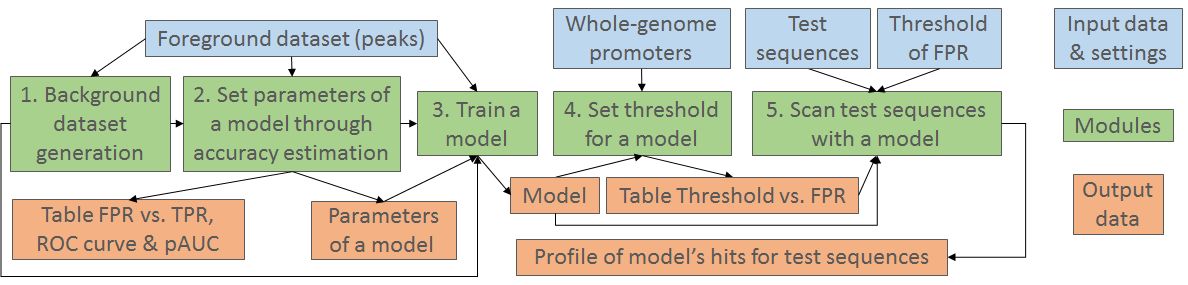 Foreground dataset (peaks)
Whole-genome
promoters
Test
sequences
Threshold
of FPR
Input data
& settings
1. Background
dataset
generation
2. Set parameters of
a model through
accuracy estimation
3. Train a
model
4. Set threshold
for a model
5. Scan test sequences
with a model
Modules
Table FPR vs. TPR,
ROC curve & pAUC
Parameters
of a model
Model
Table Threshold vs. FPR
Output
data
Profile of model’s hits for test sequences